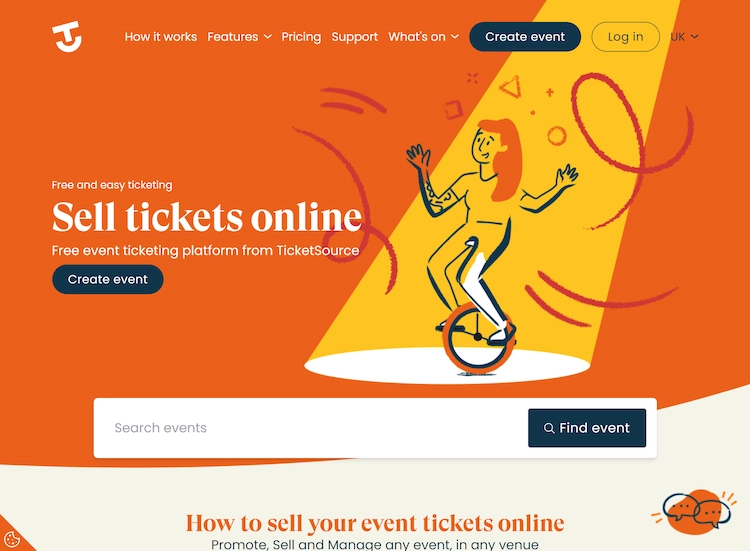 How it works Features Pricing Support What's on Create event Log in UK
Free and easy ticketing
Sell tickets online
Free event ticketing platform from TicketSource
Create event
Search events Find event
How to sell your event tickets online
Promote, Sell and Manage any event, in any venue